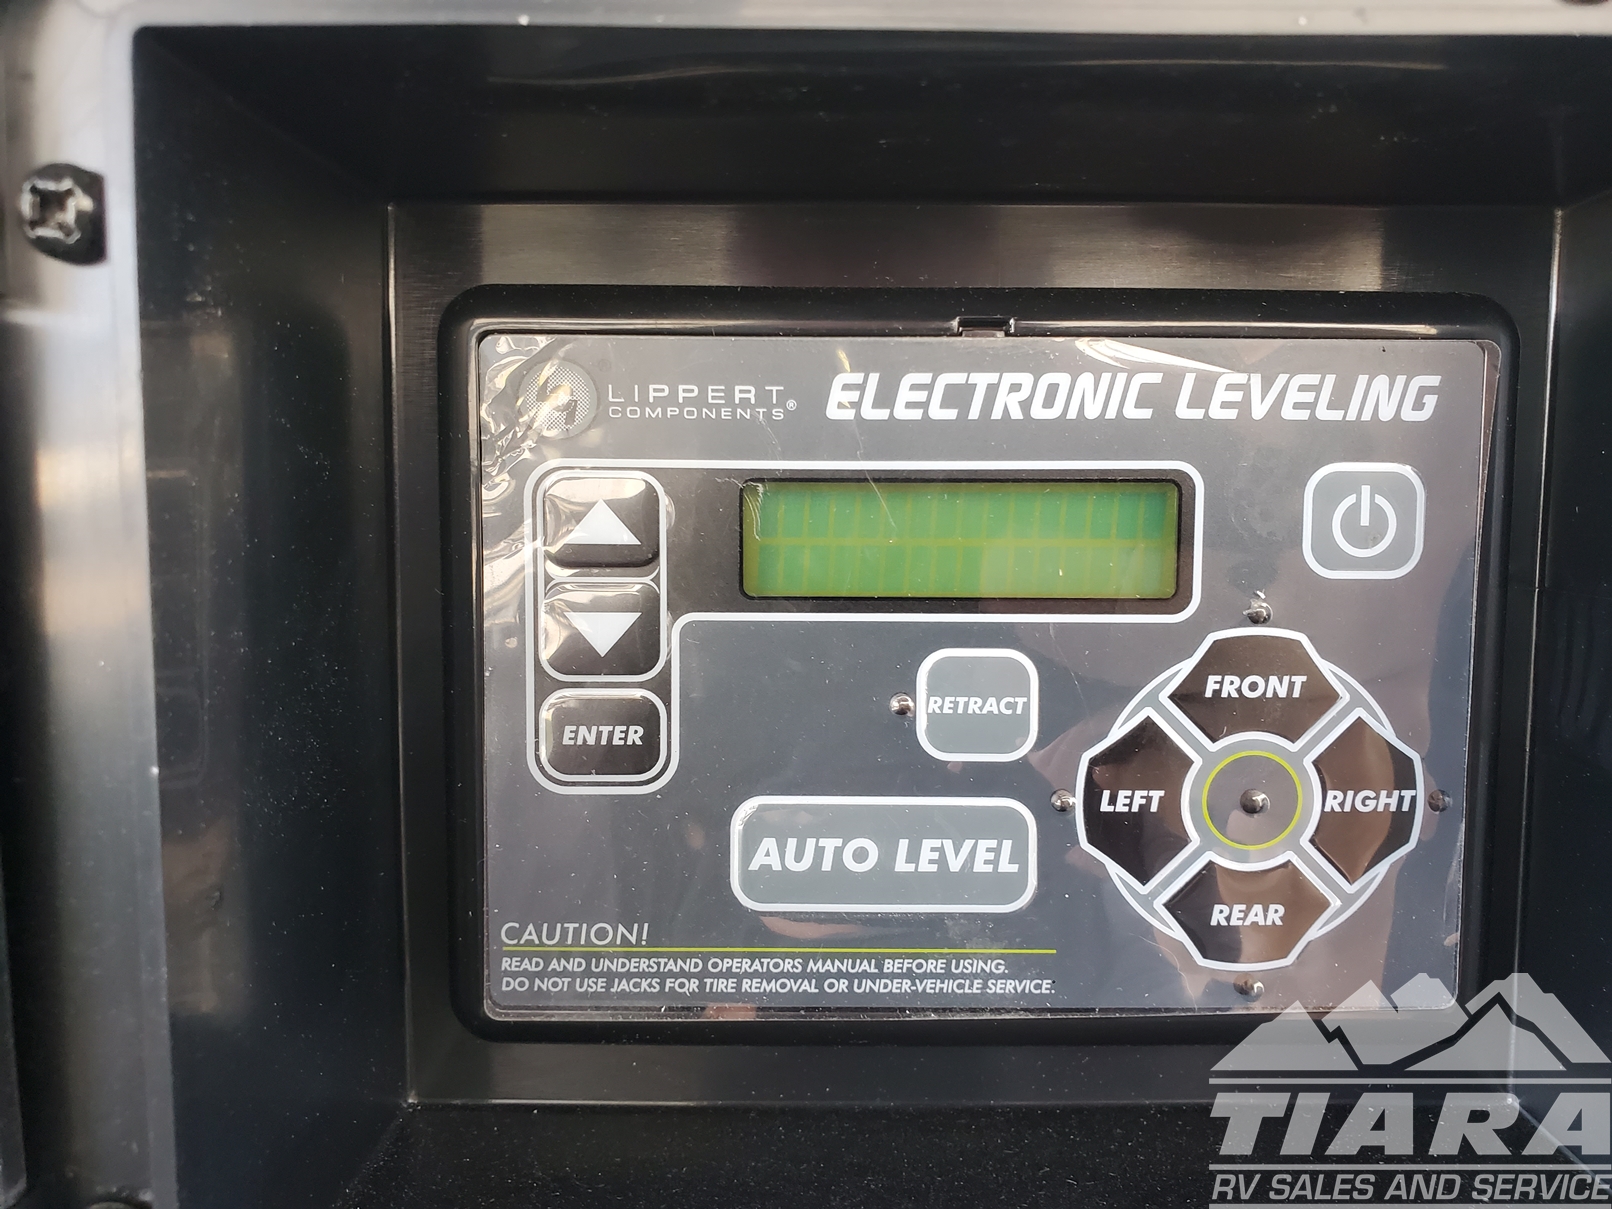 LIPPERT
COMPONENTS®
ELECTRONIC LEVELING
FRONT
RETRACT
ENTER
LEFT
RIGHT
AUTO LEVEL
REAR
CAUTION!
READ AND UNDERSTAND OPERATORS MANUAL BEFORE USING.
DO NOT USE JACKS FOR TIRE REMOVAL OR UNDER-VEHICLE SERVICE.
TIARA
RV SALES AND SERVICE